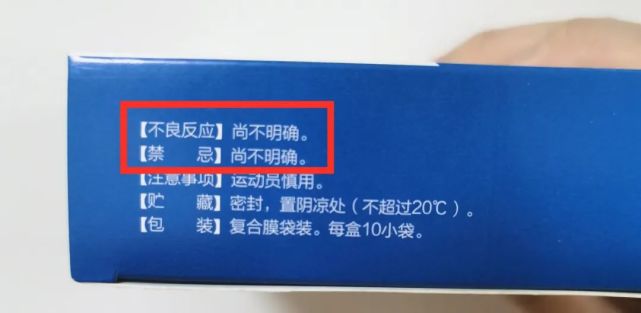 【不良反应】尚不明确。
【禁 忌】尚不明确。
【注意事项】运动员慎用。
【贮 藏】密封，置阴凉处（不超过20℃）。
【包 装】复合膜袋装。每盒10小袋。